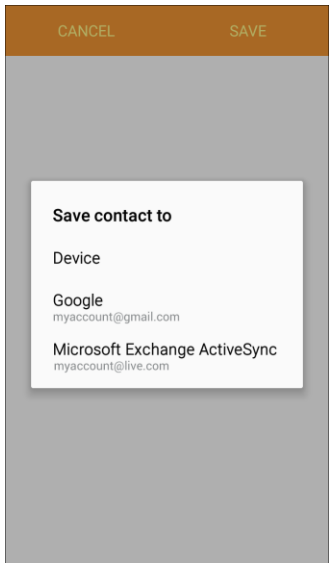 CANCEL SAVE
Save contact to
Device
Google
myaccount@gmail.com
Microsoft Exchange ActiveSync
myaccount@live.com